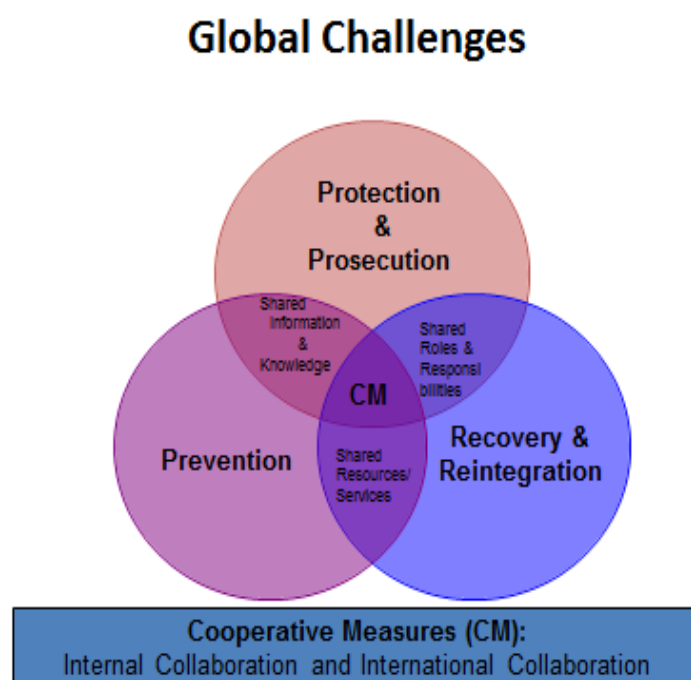 Global Challenges
Protection
&
Prosecution
Shared
Information
&
Knowledge
Shared
Roles &
Responsi
bilities
CM
Prevention
Recovery &
Reintegration
Shared
Resources/
Services
Cooperative Measures (CM):
Internal Collaboration and International Collaboration